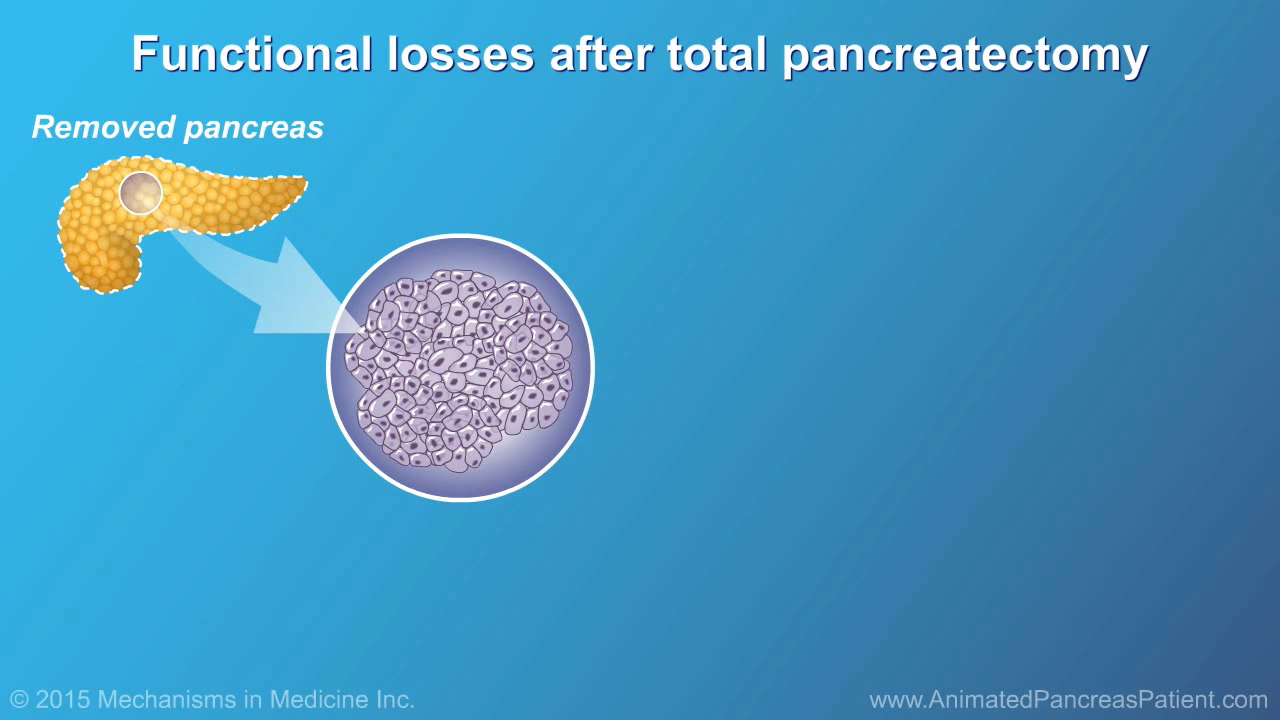 Functional losses after total pancreatectomy
Removed pancreas
© 2015 Mechanisms in Medicine Inc.
www.AnimatedPancreasPatient.com